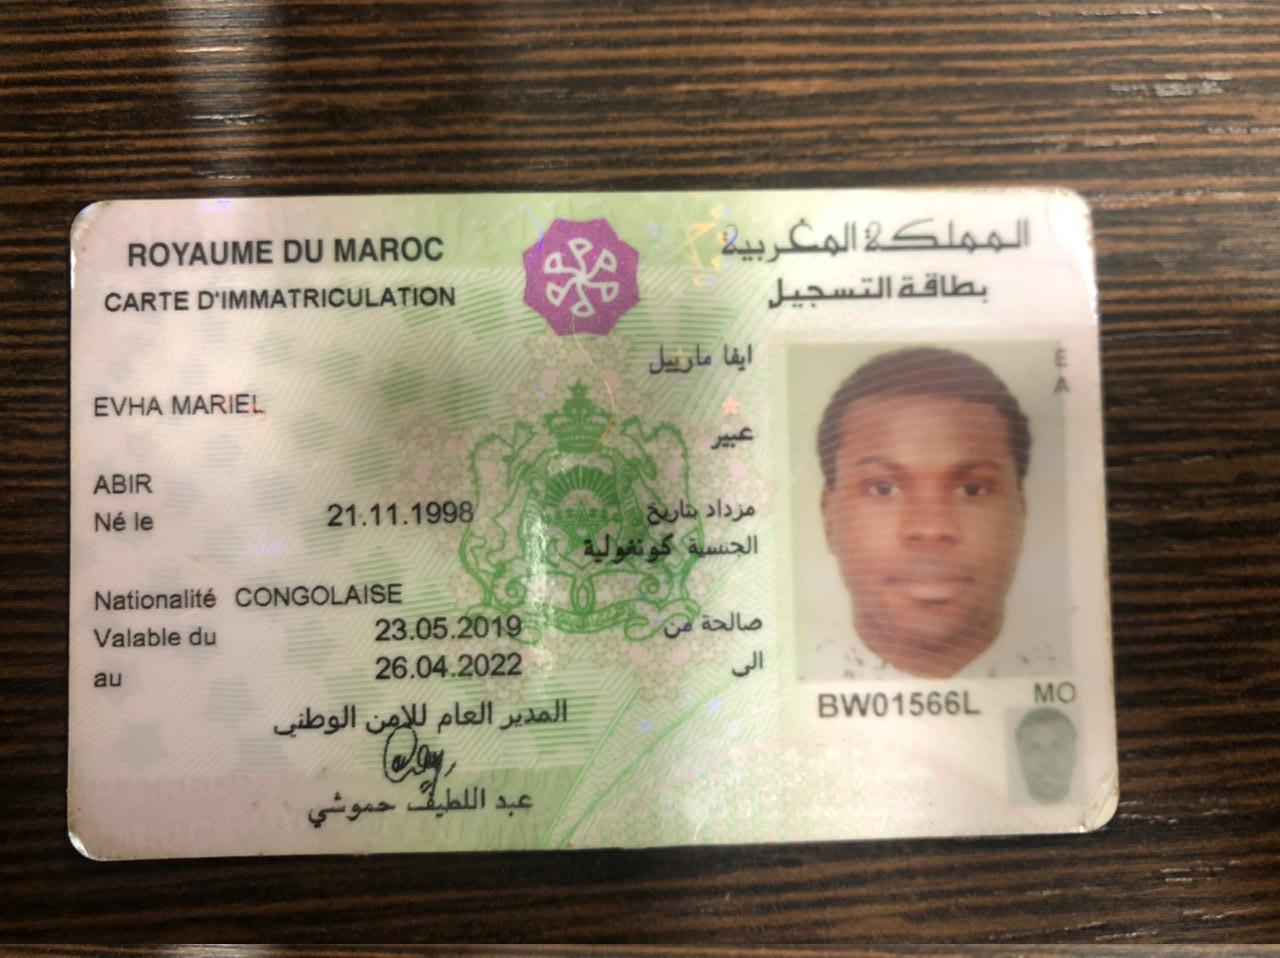 ROYAUME DU MAROC
المملكة المغربية
CARTE D'IMMATRICULATION
بطاقة التسجيل
ايفا مارييل
EVHA MARIEL
عبير
ABIR
Né le 21.11.1998 مزداد بتاريخ
الجنسية كونغولية
Nationalité CONGOLAISE
Valable du 23.05.2019 صالحة من
au 26.04.2022 الى
E
A
BW01566L
MO
المدير العام للامن الوطني
عبد اللطيف حموشي